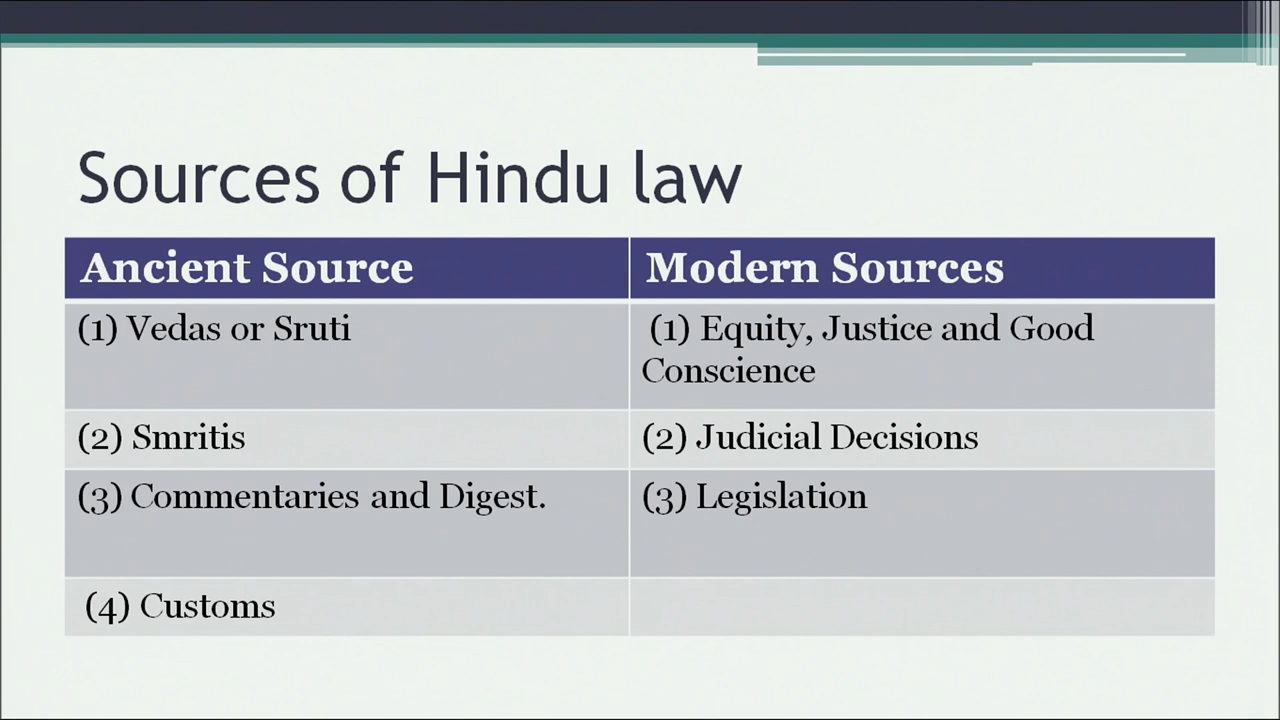 Sources of Hindu law
Ancient Source
Modern Sources
(1) Vedas or Sruti
(1) Equity, Justice and Good
Conscience
(2) Smritis
(2) Judicial Decisions
(3) Commentaries and Digest.
(3) Legislation
(4) Customs